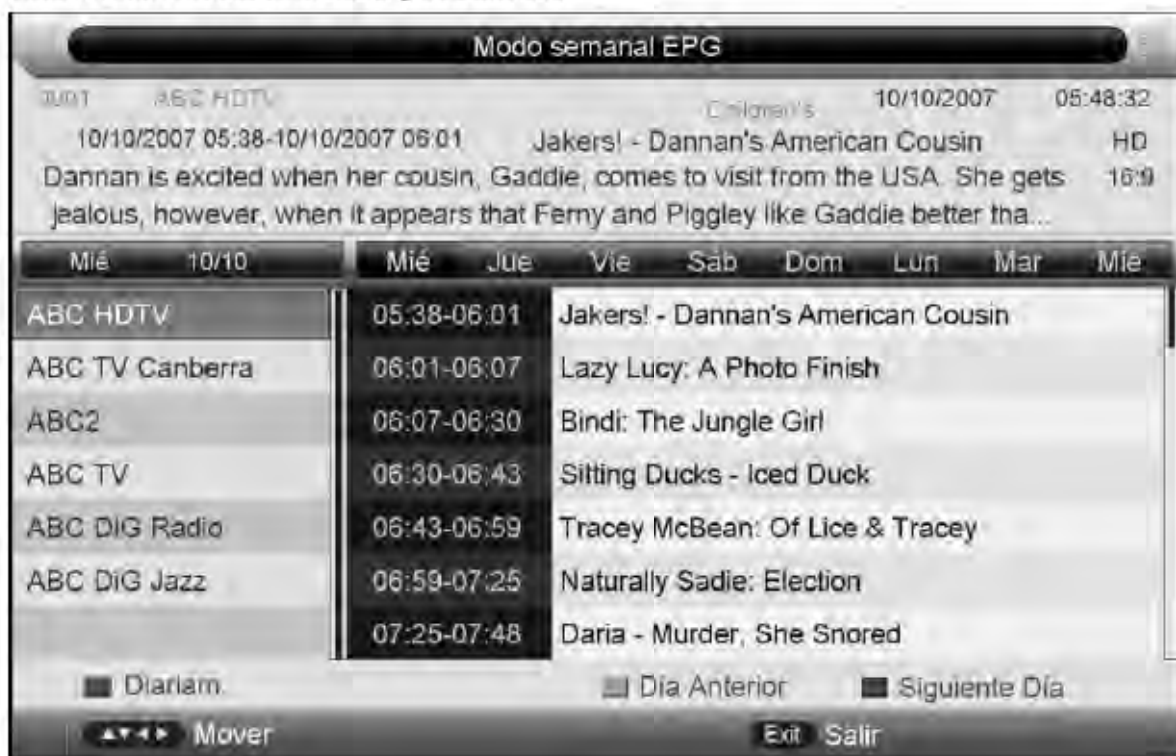 Modo semanal EPG
ABC HDTV Children's 10/10/2007 05:48:32
10/10/2007 05:38-10/10/2007 06:01 Jakers! - Dannan's American Cousin HD
Dannan is excited when her cousin, Gaddie, comes to visit from the USA. She gets 16:9
jealous, however, when it appears that Ferny and Piggley like Gaddie better tha...
Mié 10/10 Mié Jue Vie Sáb Dom Lun Mar Mié
ABC HDTV 05:38-06:01 Jakers! - Dannan's American Cousin
ABC TV Canberra 06:01-06:07 Lazy Lucy: A Photo Finish
ABC2 06:07-06:30 Bindi: The Jungle Girl
ABC TV 06:30-06:43 Sitting Ducks - Iced Duck
ABC DiG Radio 06:43-06:59 Tracey McBean: Of Lice & Tracey
ABC DiG Jazz 06:59-07:25 Naturally Sadie: Election
07:25-07:48 Daria - Murder, She Snored
Diariam. Día Anterior Siguiente Día
Mover Exit Salir